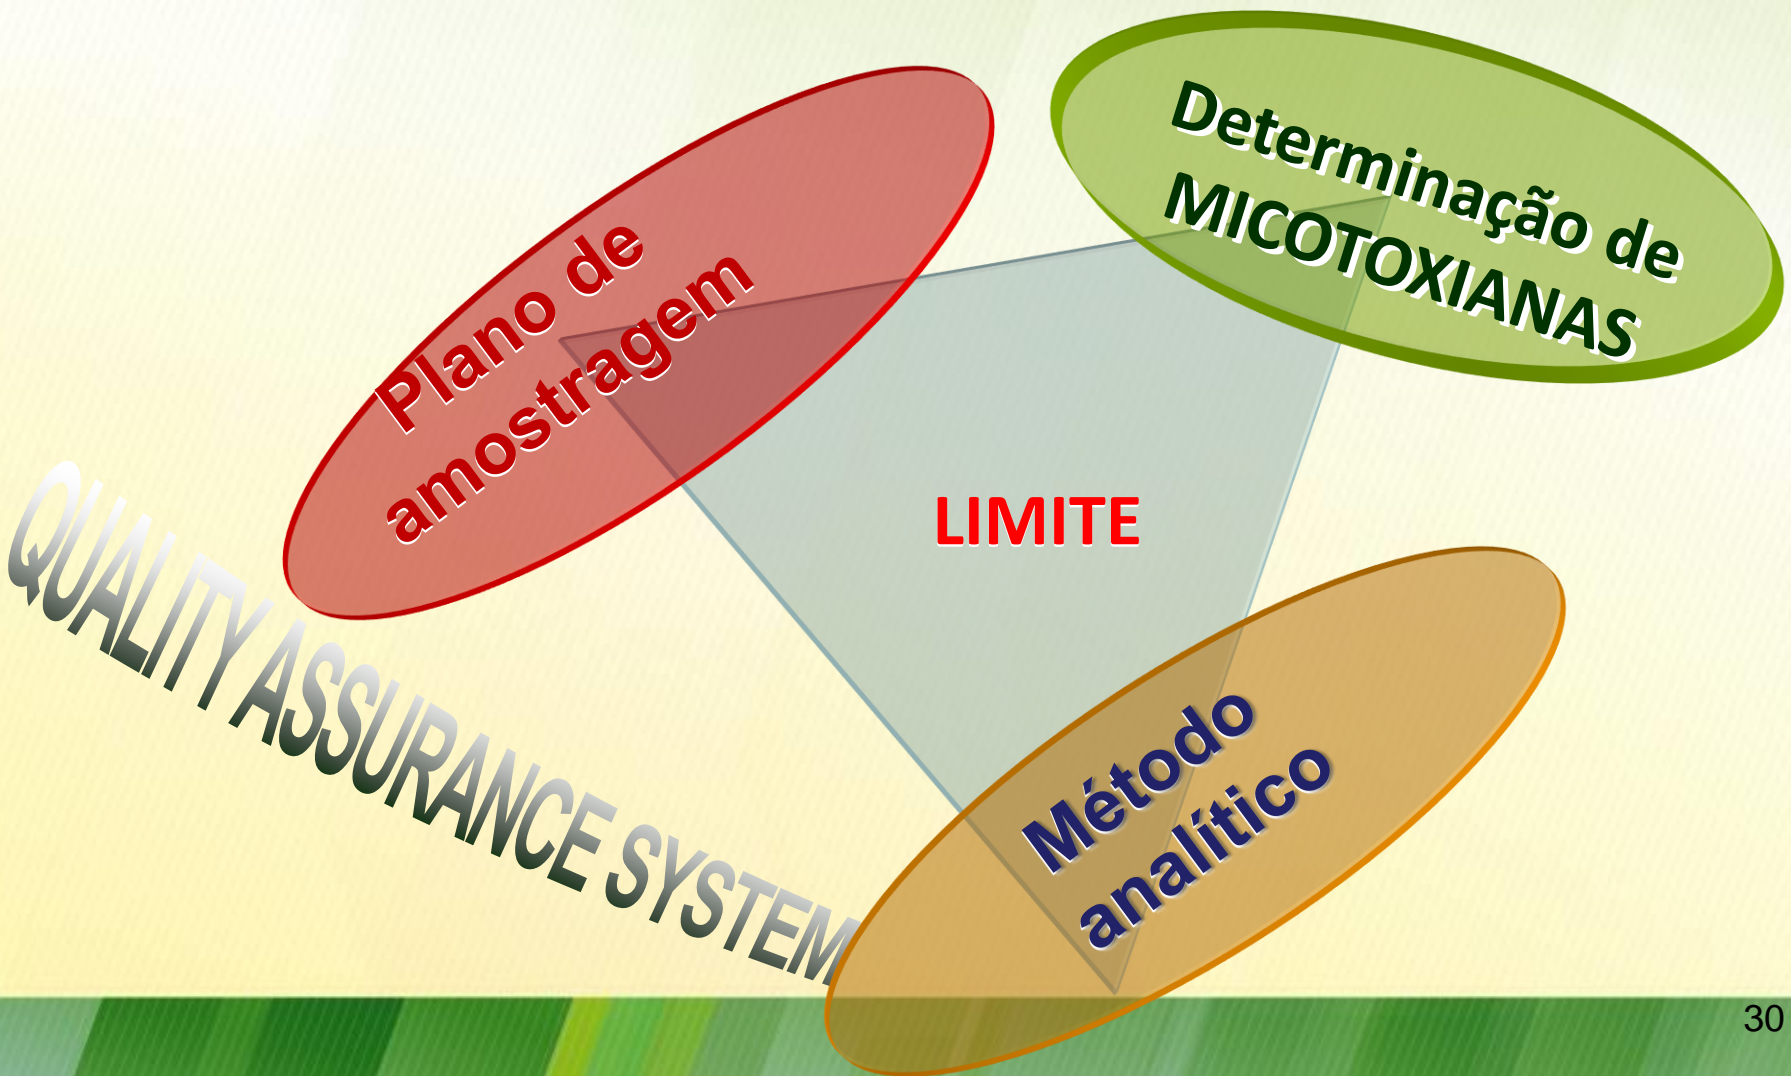 Determinação de
MICOTOXIANAS
Plano de
amostragem
LIMITE
QUALITY ASSURANCE SYSTEM
Método
analítico
30